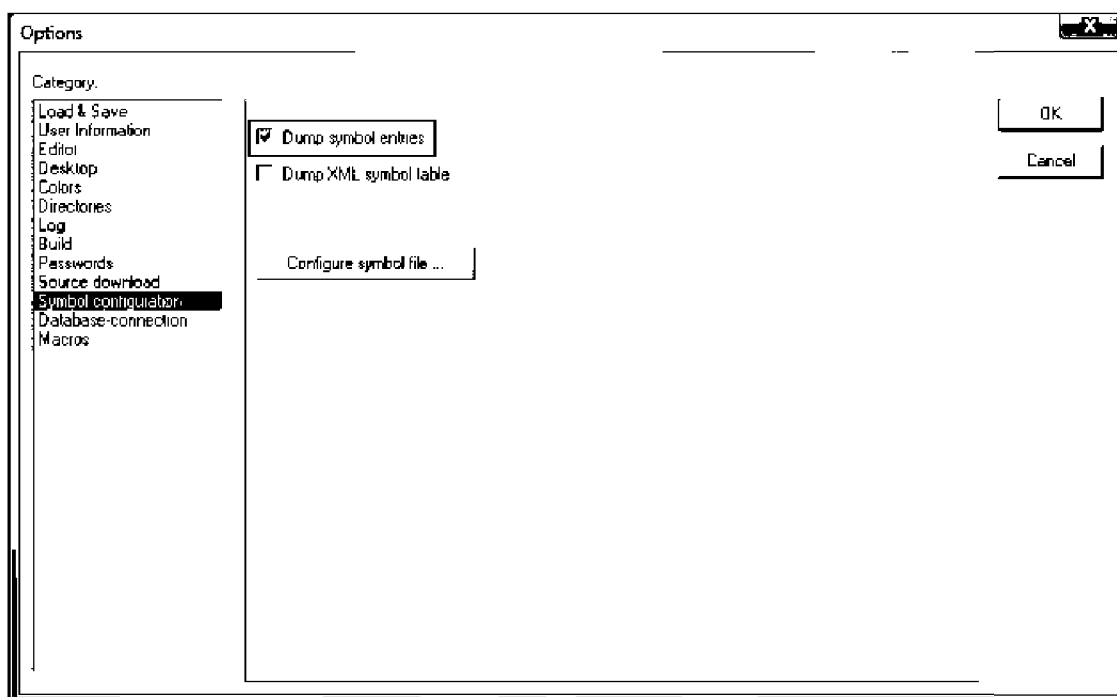 Options
X
Category:
Load & Save
User Information
Editor
Desktop
Colors
Directories
Log
Build
Passwords
Source download
Symbol configuration
Database-connection
Macros
Dump symbol entries
Dump XML symbol table
Configure symbol file ...
OK
Cancel